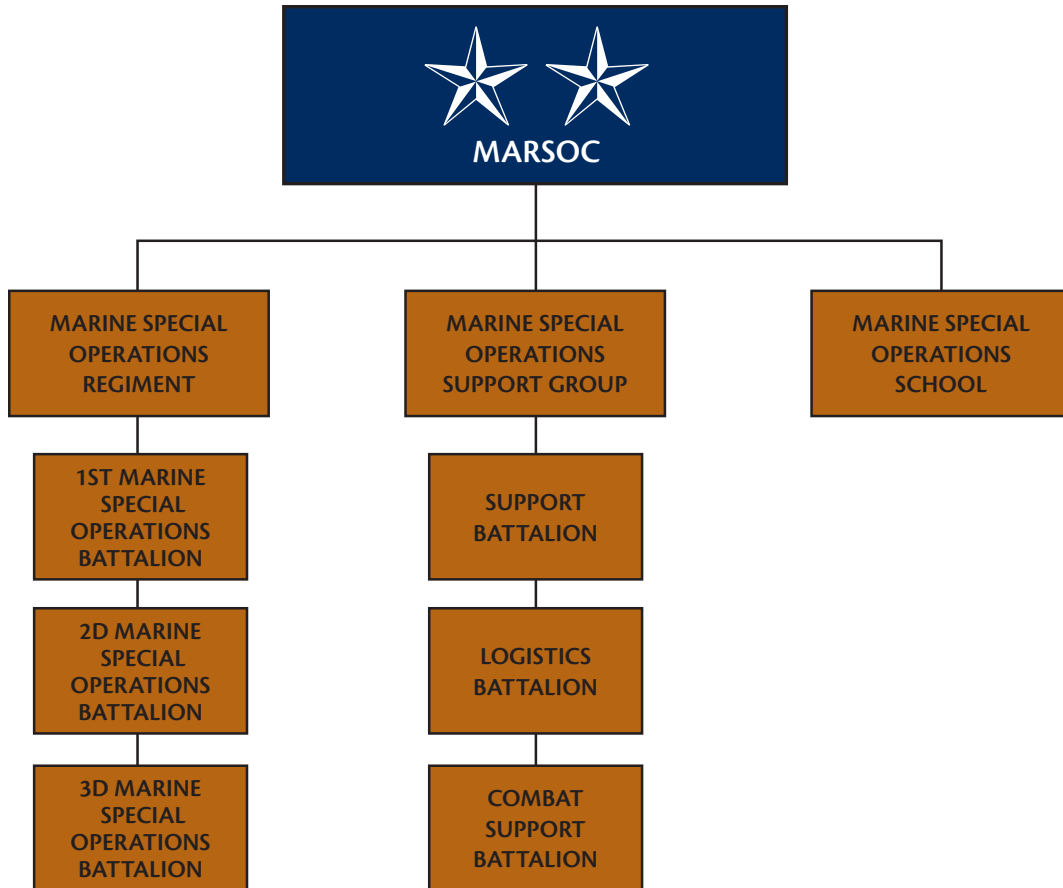 MARSOC
MARINE SPECIAL
OPERATIONS
REGIMENT
MARINE SPECIAL
OPERATIONS
SUPPORT GROUP
MARINE SPECIAL
OPERATIONS
SCHOOL
1ST MARINE
SPECIAL
OPERATIONS
BATTALION
SUPPORT
BATTALION
2D MARINE
SPECIAL
OPERATIONS
BATTALION
LOGISTICS
BATTALION
3D MARINE
SPECIAL
OPERATIONS
BATTALION
COMBAT
SUPPORT
BATTALION